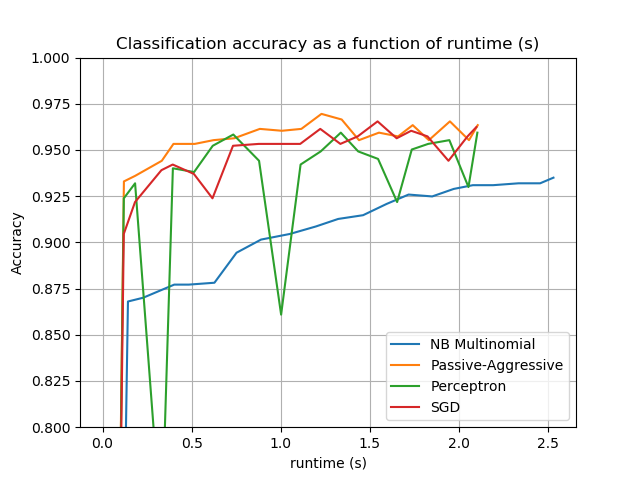 Classification accuracy as a function of runtime (s)
1.000
0.975
0.950
0.925
0.900
0.875
0.850
0.825
0.800
Accuracy
NB Multinomial
Passive-Aggressive
Perceptron
SGD
0.0 0.5 1.0 1.5 2.0 2.5
runtime (s)